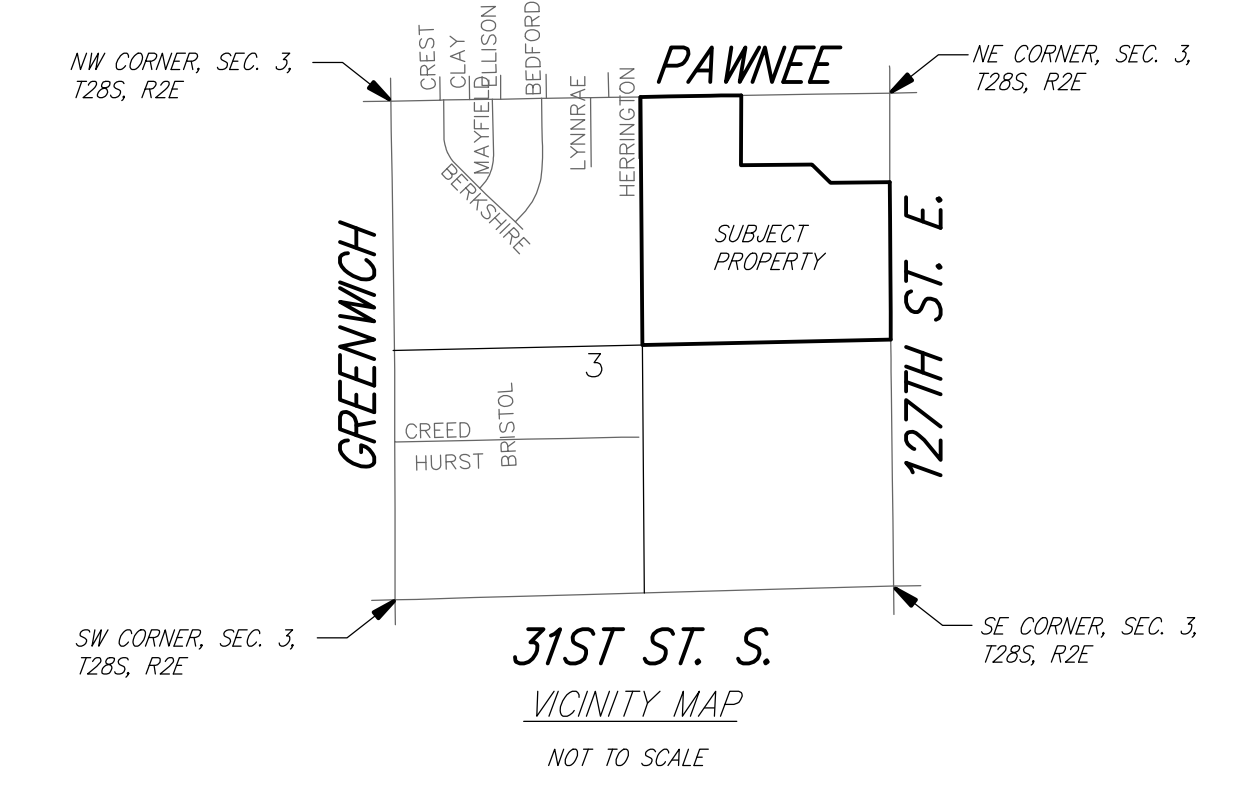 NW CORNER, SEC. 3,
T28S, R2E
CREST
CLAY
MAYFIELD
ELLISON
BEDFORD
LYNNRAE
HERRINGTON
BERKSHIRE
PAWNEE
NE CORNER, SEC. 3,
T28S, R2E
SUBJECT
PROPERTY
GREENWICH
127TH ST. E.
3
CREED
HURST
BRISTOL
SW CORNER, SEC. 3,
T28S, R2E
31ST ST. S.
SE CORNER, SEC. 3,
T28S, R2E
VICINITY MAP
NOT TO SCALE